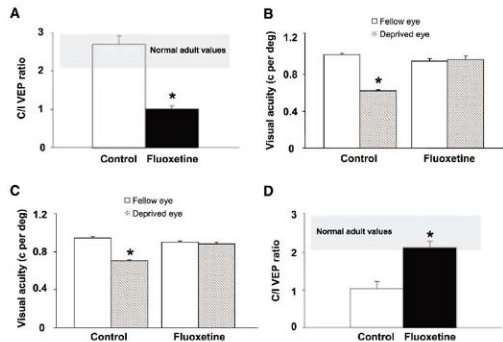 A
3
2
1
0
C/I VEP ratio
Normal adult values
*
Control Fluoxetine
B
Fellow eye
Deprived eye
1.2
0.8
0.4
0
Visual acuity (c per deg)
*
Control Fluoxetine
C
Fellow eye
Deprived eye
1.2
0.8
0.4
0
Visual acuity (c per deg)
*
Control Fluoxetine
D
3
2
1
0
C/I VEP ratio
Normal adult values
*
Control Fluoxetine